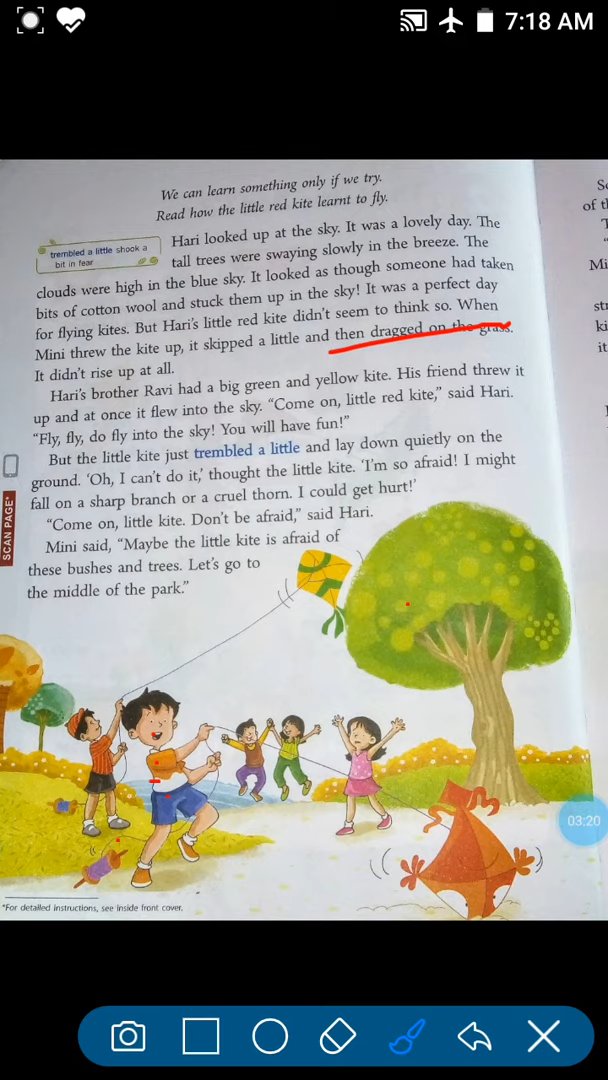 7:18 AM
We can learn something only if we try.
Read how the little red kite learnt to fly.
trembled a little shook a
bit in fear
Hari looked up at the sky. It was a lovely day. The
tall trees were swaying slowly in the breeze. The
clouds were high in the blue sky. It looked as though someone had taken
bits of cotton wool and stuck them up in the sky! It was a perfect day
for flying kites. But Hari's little red kite didn't seem to think so. When
Mini threw the kite up, it skipped a little and then dragged on the grass.
It didn't rise up at all.
Hari's brother Ravi had a big green and yellow kite. His friend threw it
up and at once it flew into the sky. “Come on, little red kite,” said Hari.
“Fly, fly, do fly into the sky! You will have fun!”
But the little kite just trembled a little and lay down quietly on the
ground. ‘Oh, I can't do it,’ thought the little kite. ‘I'm so afraid! I might
fall on a sharp branch or a cruel thorn. I could get hurt!’
“Come on, little kite. Don't be afraid,” said Hari.
Mini said, “Maybe the little kite is afraid of
these bushes and trees. Let's go to
the middle of the park.”
SCAN PAGE*
*For detailed instructions, see inside front cover.
of
Mi
it
03:20